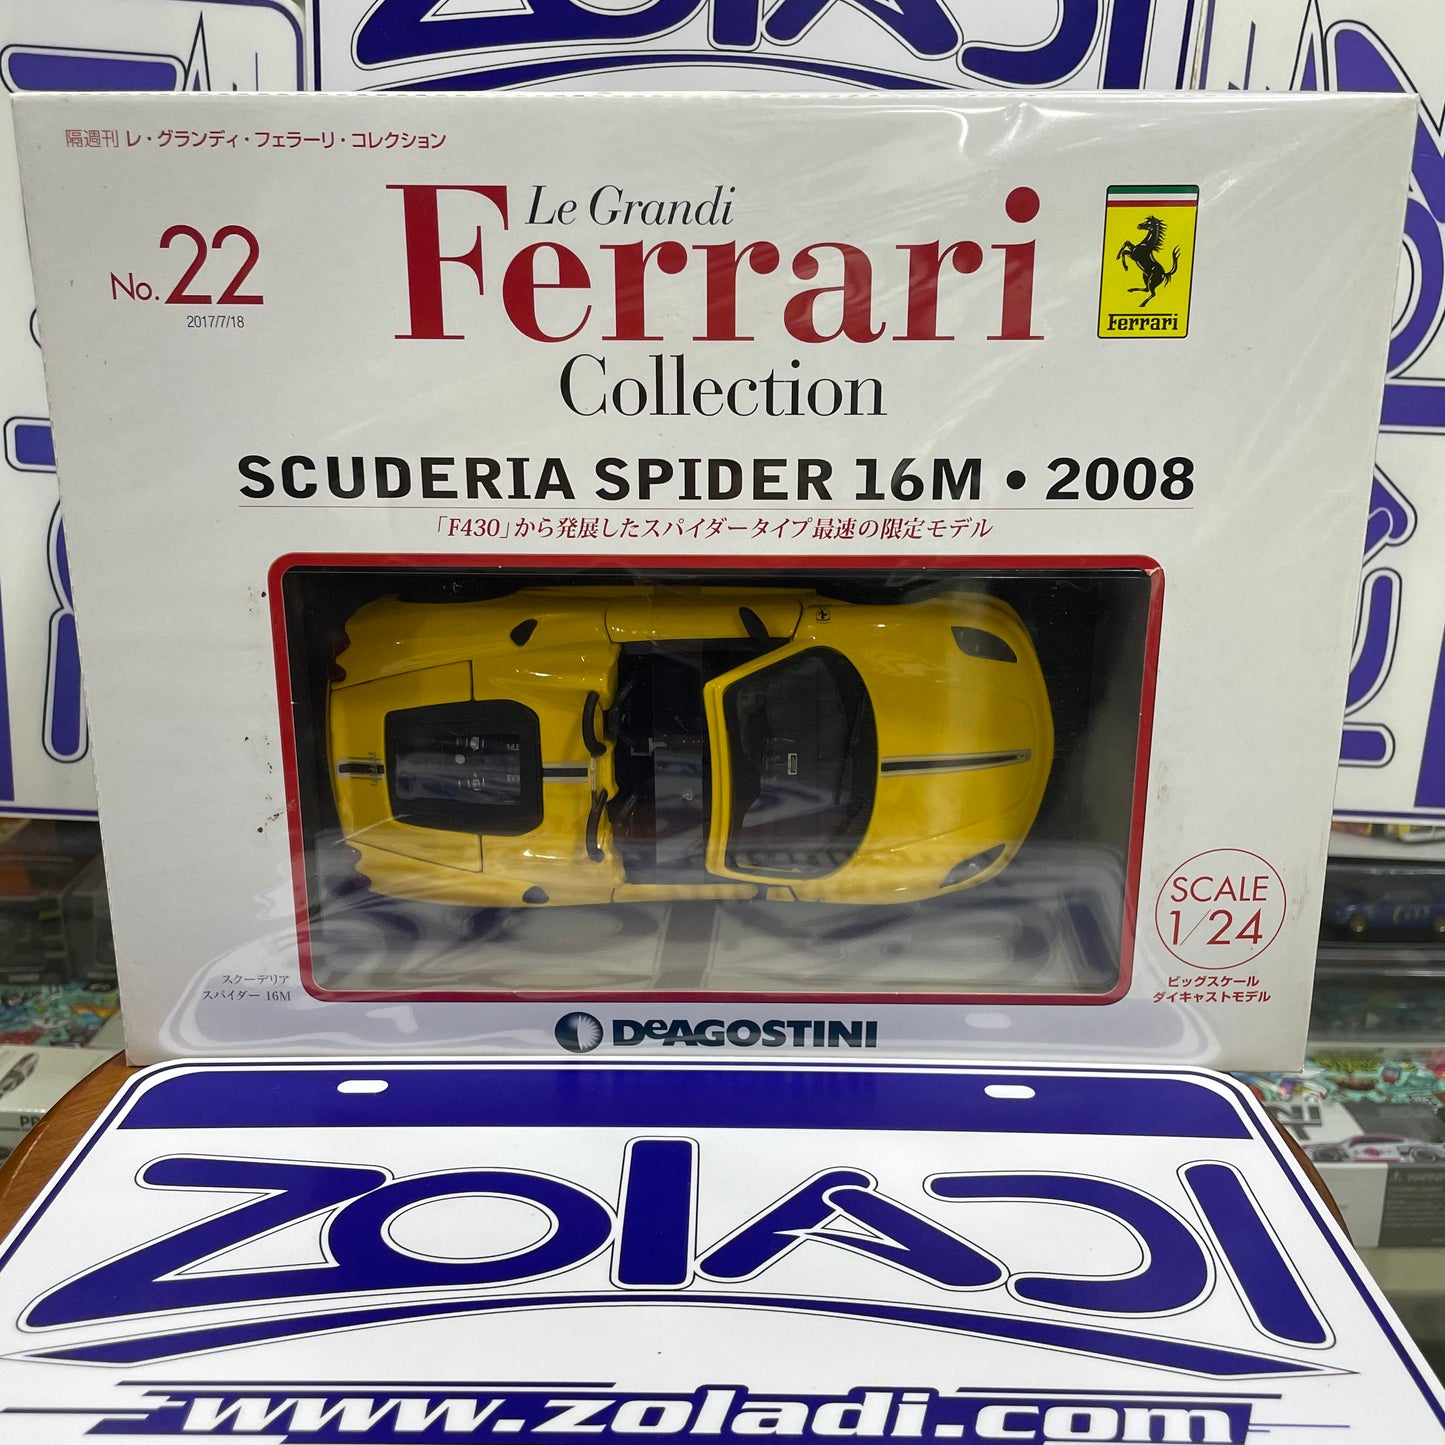 ZOLADI
隔週刊 レ・グランディ・フェラーリ・コレクション
No.22
2017/7/18
Le Grandi
Ferrari
Collection
Ferrari
SCUDERIA SPIDER 16M • 2008
「F430」から発展したスパイダータイプ最速の限定モデル
SCALE
1/24
ビッグスケール
ダイキャストモデル
スクーデリア
スパイダー 16M
DeAGOSTINI
ZOLADI
www.zoladi.com